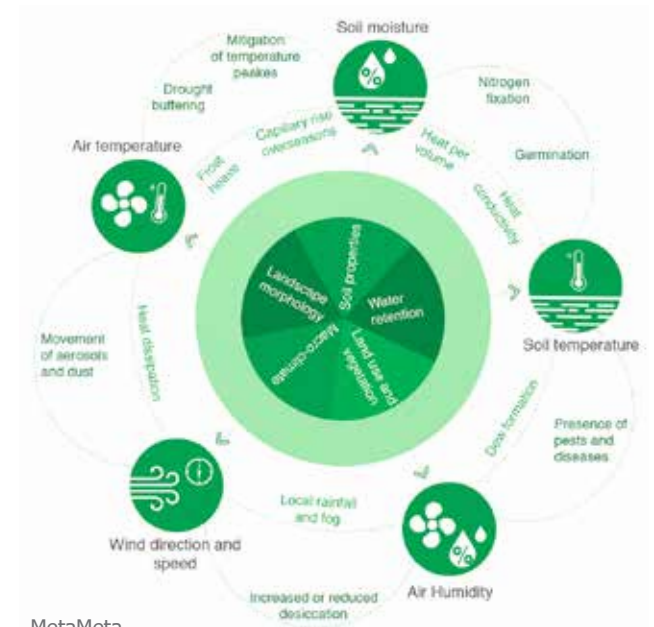 Soil moisture
Mitigation
of temperature
peakes
Drought
buffering
Nitrogen
fixation
Capillary rise
overseasons
Heat per
volume
Germination
Air temperature
Frost
heave
Heat
conductivity
Soil properties
Landscape
morphology
Water
retention
Land use and
vegetation
Macro-climate
Soil temperature
Movement
of aerosols
and dust
Heat dissipation
Dew formation
Presence of
pests and
diseases
Local rainfall
and fog
Wind direction and
speed
Air Humidity
Increased or reduced
desiccation
MetaMeta
%
%